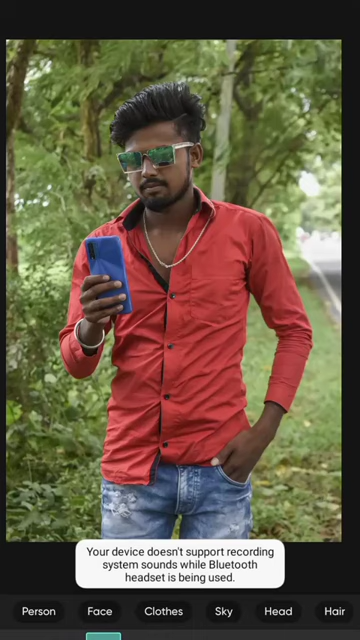 Your device doesn't support recording
system sounds while Bluetooth
headset is being used.
Person Face Clothes Sky Head Hair